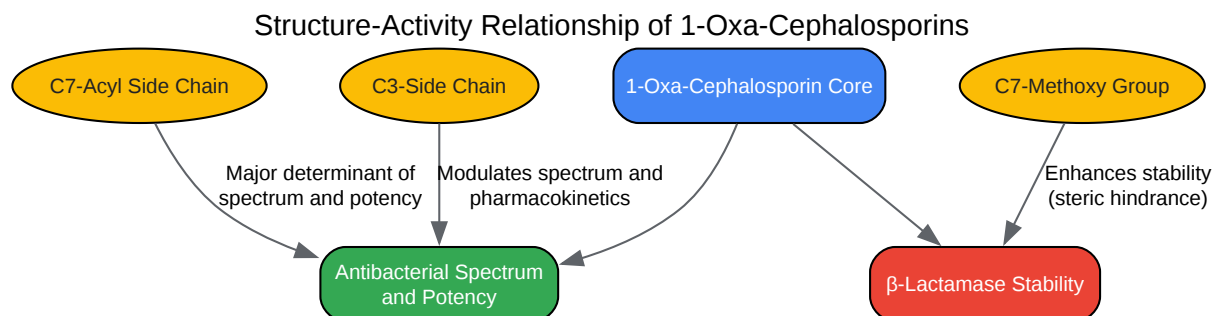 Structure-Activity Relationship of 1-Oxa-Cephalosporins
C7-Acyl Side Chain
C3-Side Chain
1-Oxa-Cephalosporin Core
C7-Methoxy Group
Major determinant of
spectrum and potency
Modulates spectrum and
pharmacokinetics
Enhances stability
(steric hindrance)
Antibacterial Spectrum
and Potency
β-Lactamase Stability